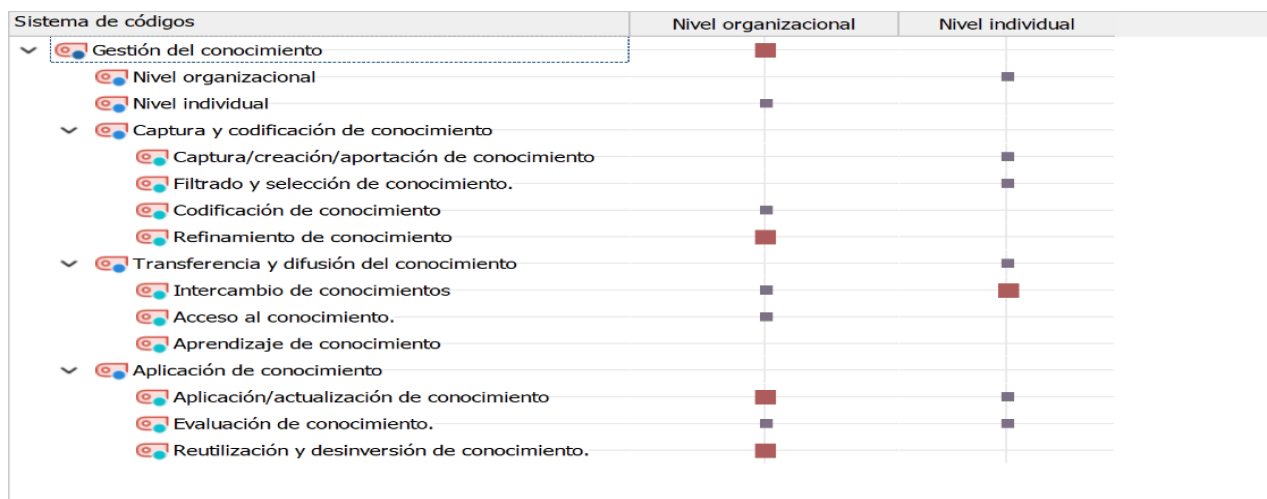 Sistema de códigos Nivel organizacional Nivel individual
Gestión del conocimiento
Nivel organizacional
Nivel individual
Captura y codificación de conocimiento
Captura/creación/aportación de conocimiento
Filtrado y selección de conocimiento.
Codificación de conocimiento
Refinamiento de conocimiento
Transferencia y difusión del conocimiento
Intercambio de conocimientos
Acceso al conocimiento.
Aprendizaje de conocimiento
Aplicación de conocimiento
Aplicación/actualización de conocimiento
Evaluación de conocimiento.
Reutilización y desinversión de conocimiento.